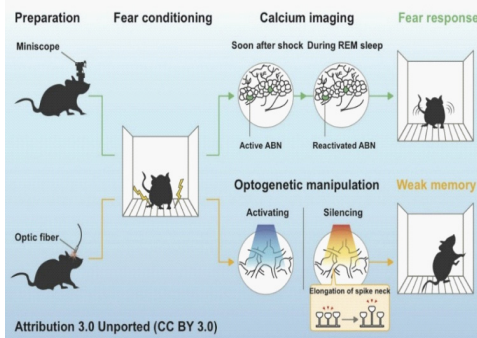 Preparation
Fear conditioning
Calcium imaging
Fear response
Miniscope
Soon after shock
During REM sleep
Active ABN
Reactivated ABN
Optogenetic manipulation
Weak memory
Optic fiber
Activating
Silencing
Elongation of spike neck
Attribution 3.0 Unported (CC BY 3.0)